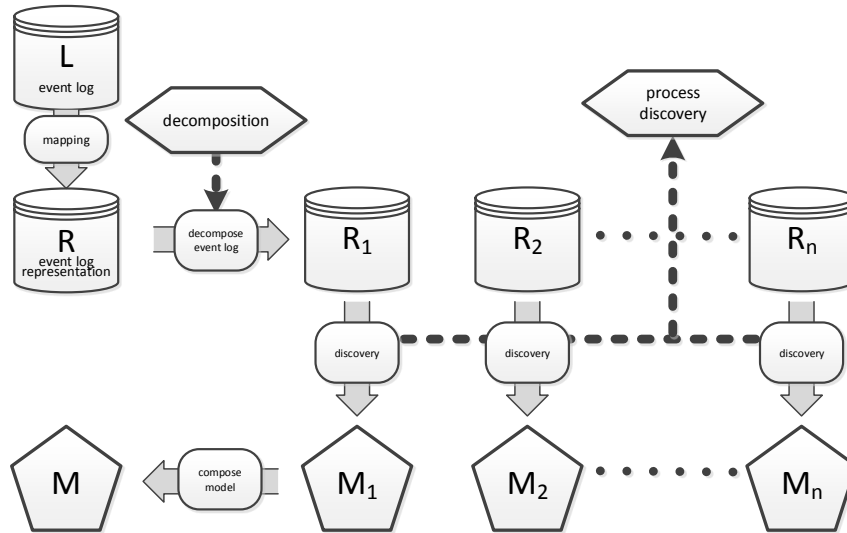 L
event log
mapping
decomposition
process
discovery
R
event log
representation
decompose
event log
R₁
R₂
Rₙ
discovery
discovery
discovery
M
compose
model
M₁
M₂
Mₙ